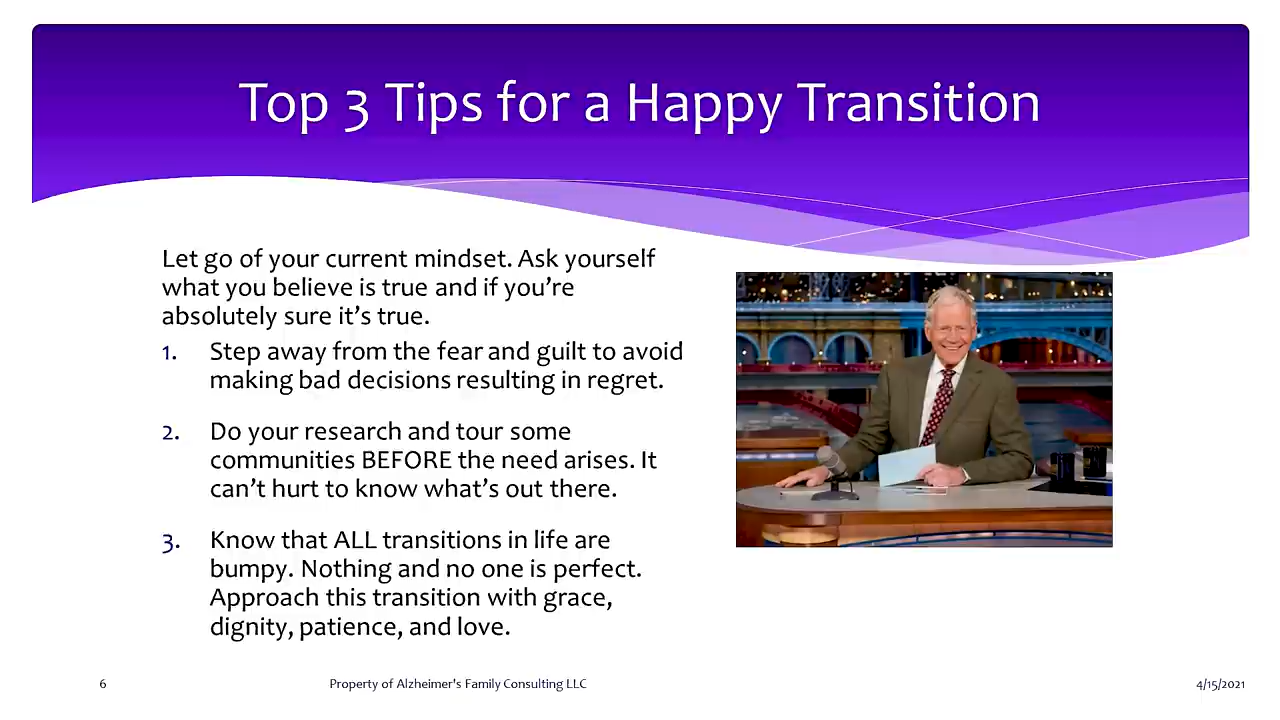 Top 3 Tips for a Happy Transition
Let go of your current mindset. Ask yourself
what you believe is true and if you're
absolutely sure it's true.
1. Step away from the fear and guilt to avoid
making bad decisions resulting in regret.
2. Do your research and tour some
communities BEFORE the need arises. It
can't hurt to know what's out there.
3. Know that ALL transitions in life are
bumpy. Nothing and no one is perfect.
Approach this transition with grace,
dignity, patience, and love.
6
Property of Alzheimer's Family Consulting LLC
4/15/2021